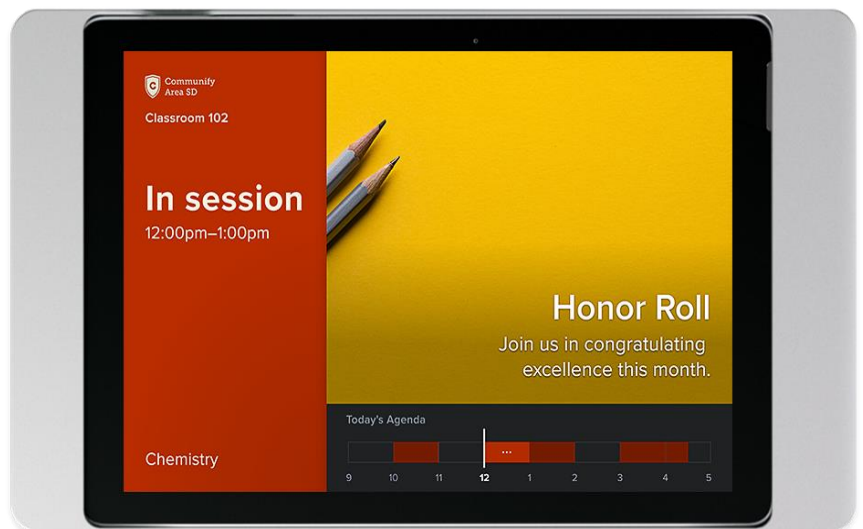 Communify
Area SD
Classroom 102
In session
12:00pm–1:00pm
Chemistry
Honor Roll
Join us in congratulating
excellence this month.
Today's Agenda
...
9 10 11 12 1 2 3 4 5